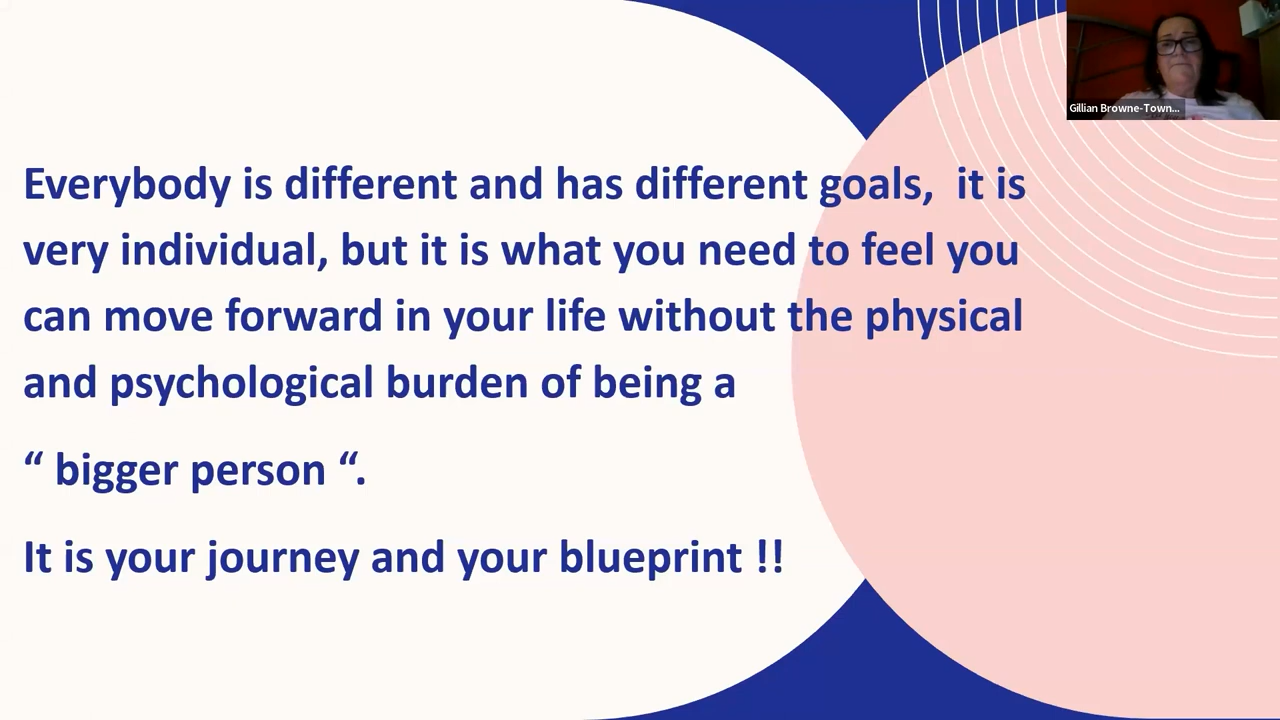 Gillian Browne-Town...
Everybody is different and has different goals,  it is
very individual, but it is what you need to feel you
can move forward in your life without the physical
and psychological burden of being a
“ bigger person “.
It is your journey and your blueprint !!